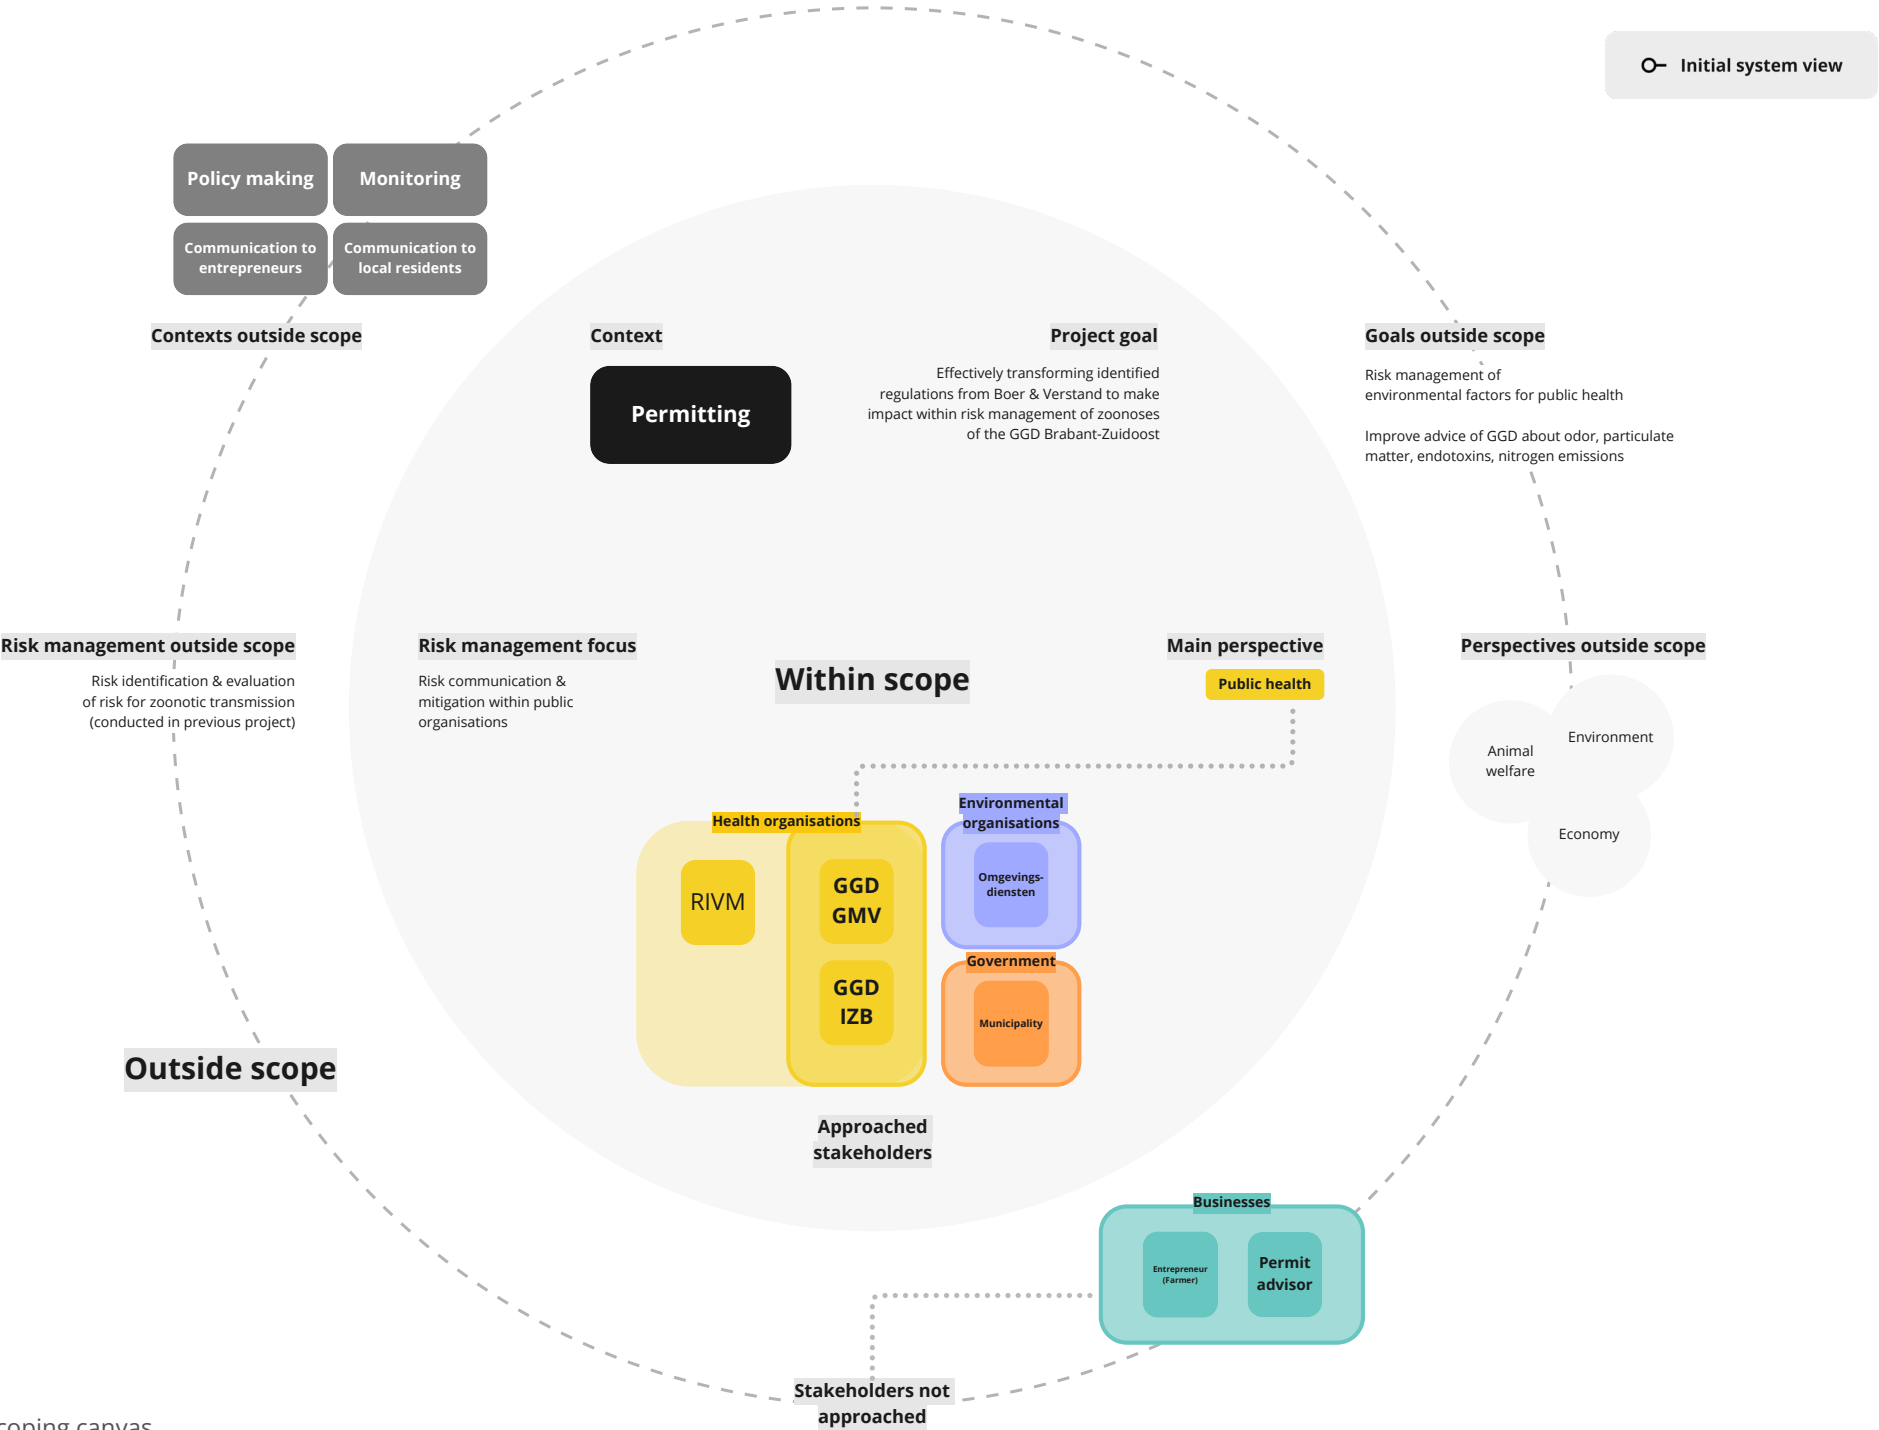 Initial system view
Policy making
Monitoring
Communication to
entrepreneurs
Communication to
local residents
Contexts outside scope
Context
Permitting
Project goal
Effectively transforming identified
regulations from Boer & Verstand to make
impact within risk management of zoonoses
of the GGD Brabant-Zuidoost
Goals outside scope
Risk management of
environmental factors for public health
Improve advice of GGD about odor, particulate
matter, endotoxins, nitrogen emissions
Risk management outside scope
Risk identification & evaluation
of risk for zoonotic transmission
(conducted in previous project)
Risk management focus
Risk communication &
mitigation within public
organisations
Within scope
Main perspective
Public health
Perspectives outside scope
Animal
welfare
Environment
Economy
Health organisations
RIVM
GGD
GMV
GGD
IZB
Environmental
organisations
Omgevings-
diensten
Government
Municipality
Outside scope
Approached
stakeholders
Businesses
Entrepreneur
(Farmer)
Permit
advisor
Stakeholders not
approached
canvas